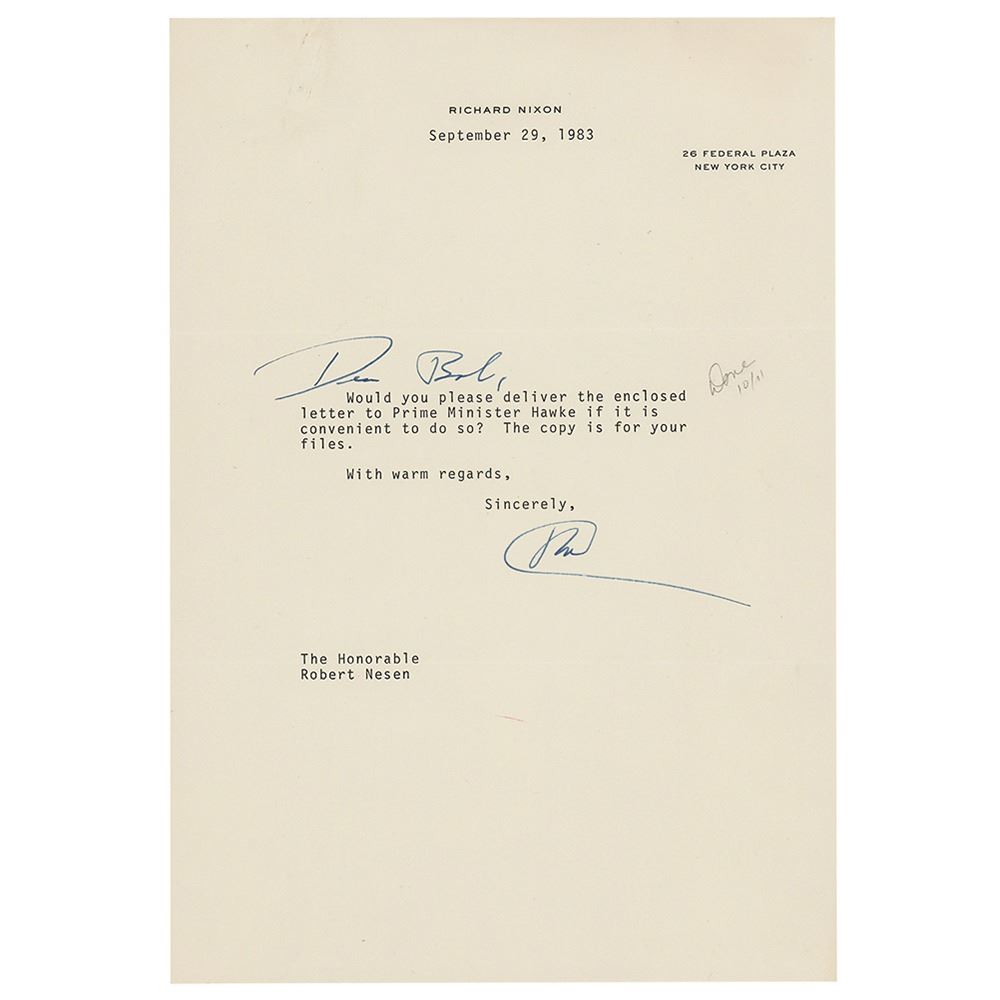 RICHARD NIXON
September 29, 1983
26 FEDERAL PLAZA
NEW YORK CITY
Dear Bob,
Done
10/11
Would you please deliver the enclosed
letter to Prime Minister Hawke if it is
convenient to do so? The copy is for your
files.
With warm regards,
Sincerely,
RN
The Honorable
Robert Nesen